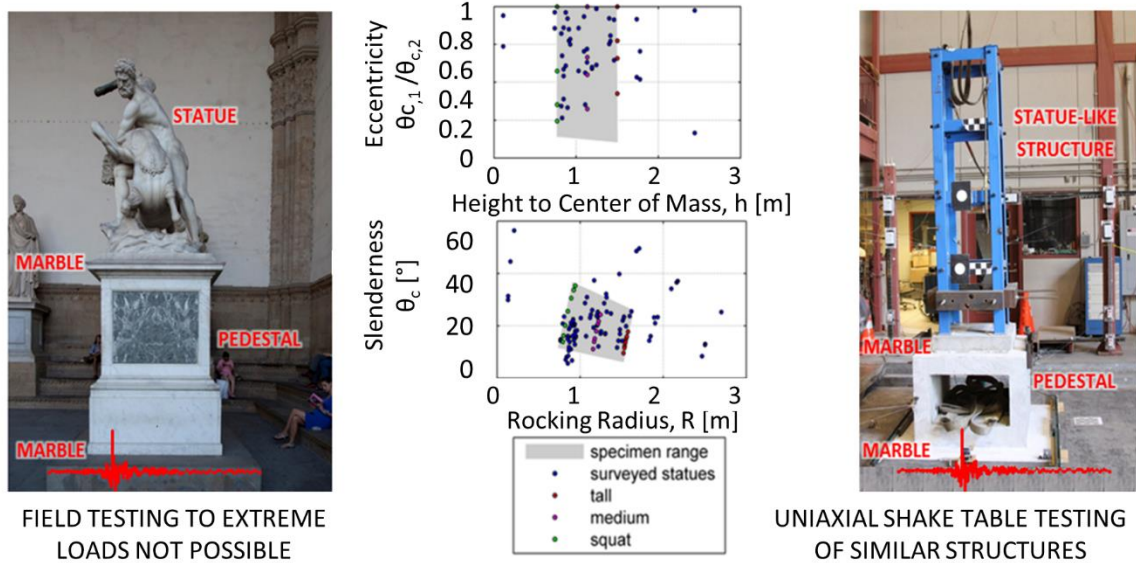 STATUE
MARBLE
PEDESTAL
MARBLE
FIELD TESTING TO EXTREME
LOADS NOT POSSIBLE
Eccentricity
θc,1 /θc,2
1
0.8
0.6
0.4
0.2
0
0 1 2 3
Height to Center of Mass, h [m]
Slenderness
θc [°]
60
40
20
0
0 1 2 3
Rocking Radius, R [m]
specimen range
surveyed statues
tall
medium
squat
STATUE-LIKE
STRUCTURE
MARBLE
PEDESTAL
MARBLE
UNIAXIAL SHAKE TABLE TESTING
OF SIMILAR STRUCTURES